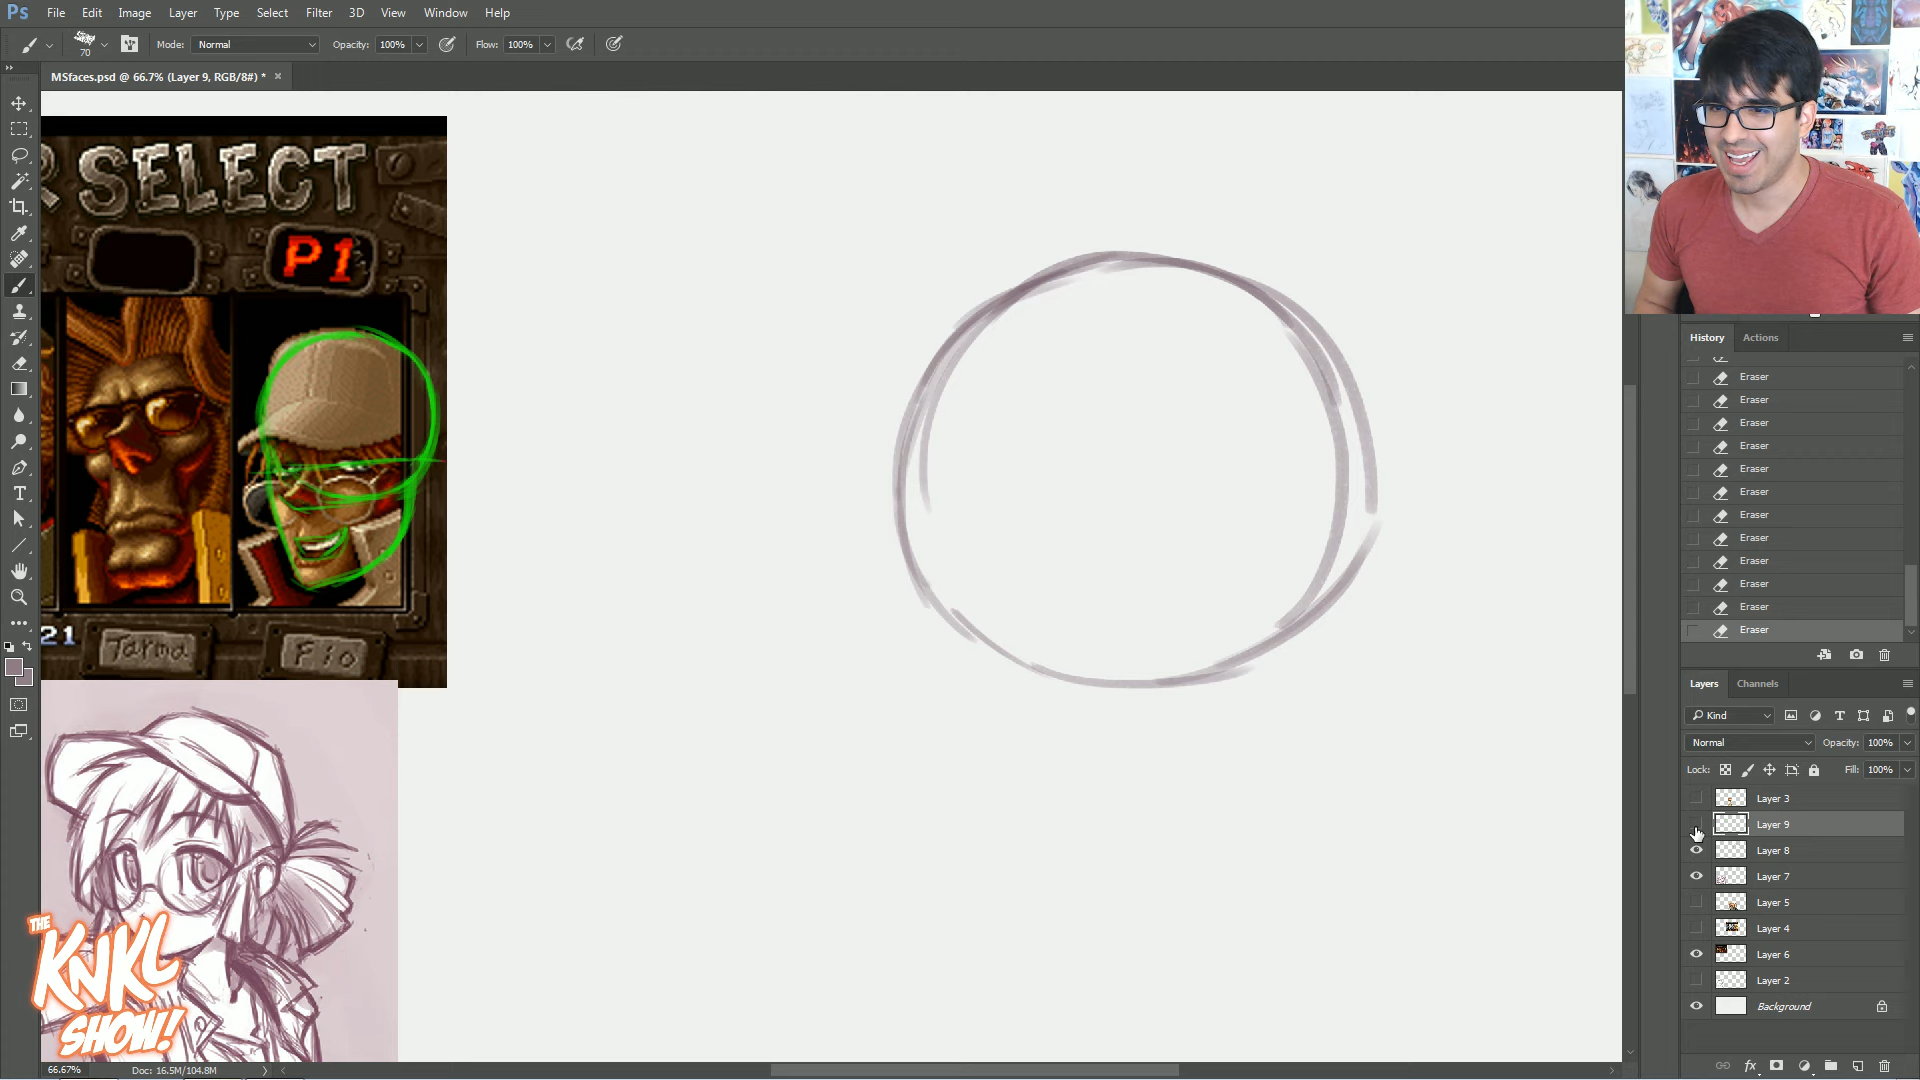 Ps File Edit Image Layer Type Select Filter 3D View Window Help
70 Mode: Normal Opacity: 100% Flow: 100%
MSfaces.psd @ 66.7% (Layer 9, RGB/8#) * ×
R SELECT
P1
21 Tarma Fio
THE
KNKL
SHOW!
66.67% Doc: 16.5M/104.8M
History Actions
Eraser
Eraser
Eraser
Eraser
Eraser
Eraser
Eraser
Eraser
Eraser
Eraser
Eraser
Eraser
Layers Channels
Kind
Normal Opacity: 100%
Lock: Fill: 100%
Layer 3
Layer 9
Layer 8
Layer 7
Layer 5
Layer 4
Layer 6
Layer 2
Background
fx